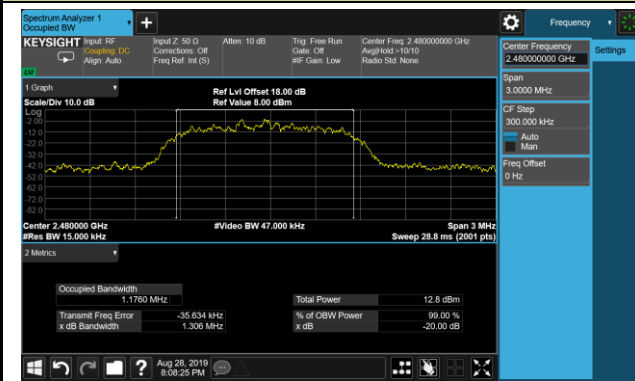 Spectrum Analyzer 1
Occupied BW
Frequency
KEYSIGHT
Input: RF
Coupling: DC
Align: Auto
Input Z: 50 Ω
Corrections: Off
Freq Ref: Int (S)
Atten: 10 dB
Trig: Free Run
Gate: Off
#IF Gain: Low
Center Freq: 2.480000000 GHz
Avg|Hold:>10/10
Radio Std: None
Center Frequency
2.480000000 GHz
Settings
Span
3.0000 MHz
CF Step
300.000 kHz
Auto
Man
Freq Offset
0 Hz
1 Graph
Scale/Div 10.0 dB
Ref Lvl Offset 18.00 dB
Ref Value 8.00 dBm
Log
-2.00
-12.0
-22.0
-32.0
-42.0
-52.0
-62.0
-72.0
-82.0
Center 2.480000 GHz
#Res BW 15.000 kHz
#Video BW 47.000 kHz
Span 3 MHz
Sweep 28.8 ms (2001 pts)
2 Metrics
Occupied Bandwidth
1.1760 MHz
Total Power 12.8 dBm
Transmit Freq Error -35.634 kHz
% of OBW Power 99.00 %
x dB Bandwidth 1.306 MHz
x dB -20.00 dB
?
Aug 28, 2019
8:08:25 PM